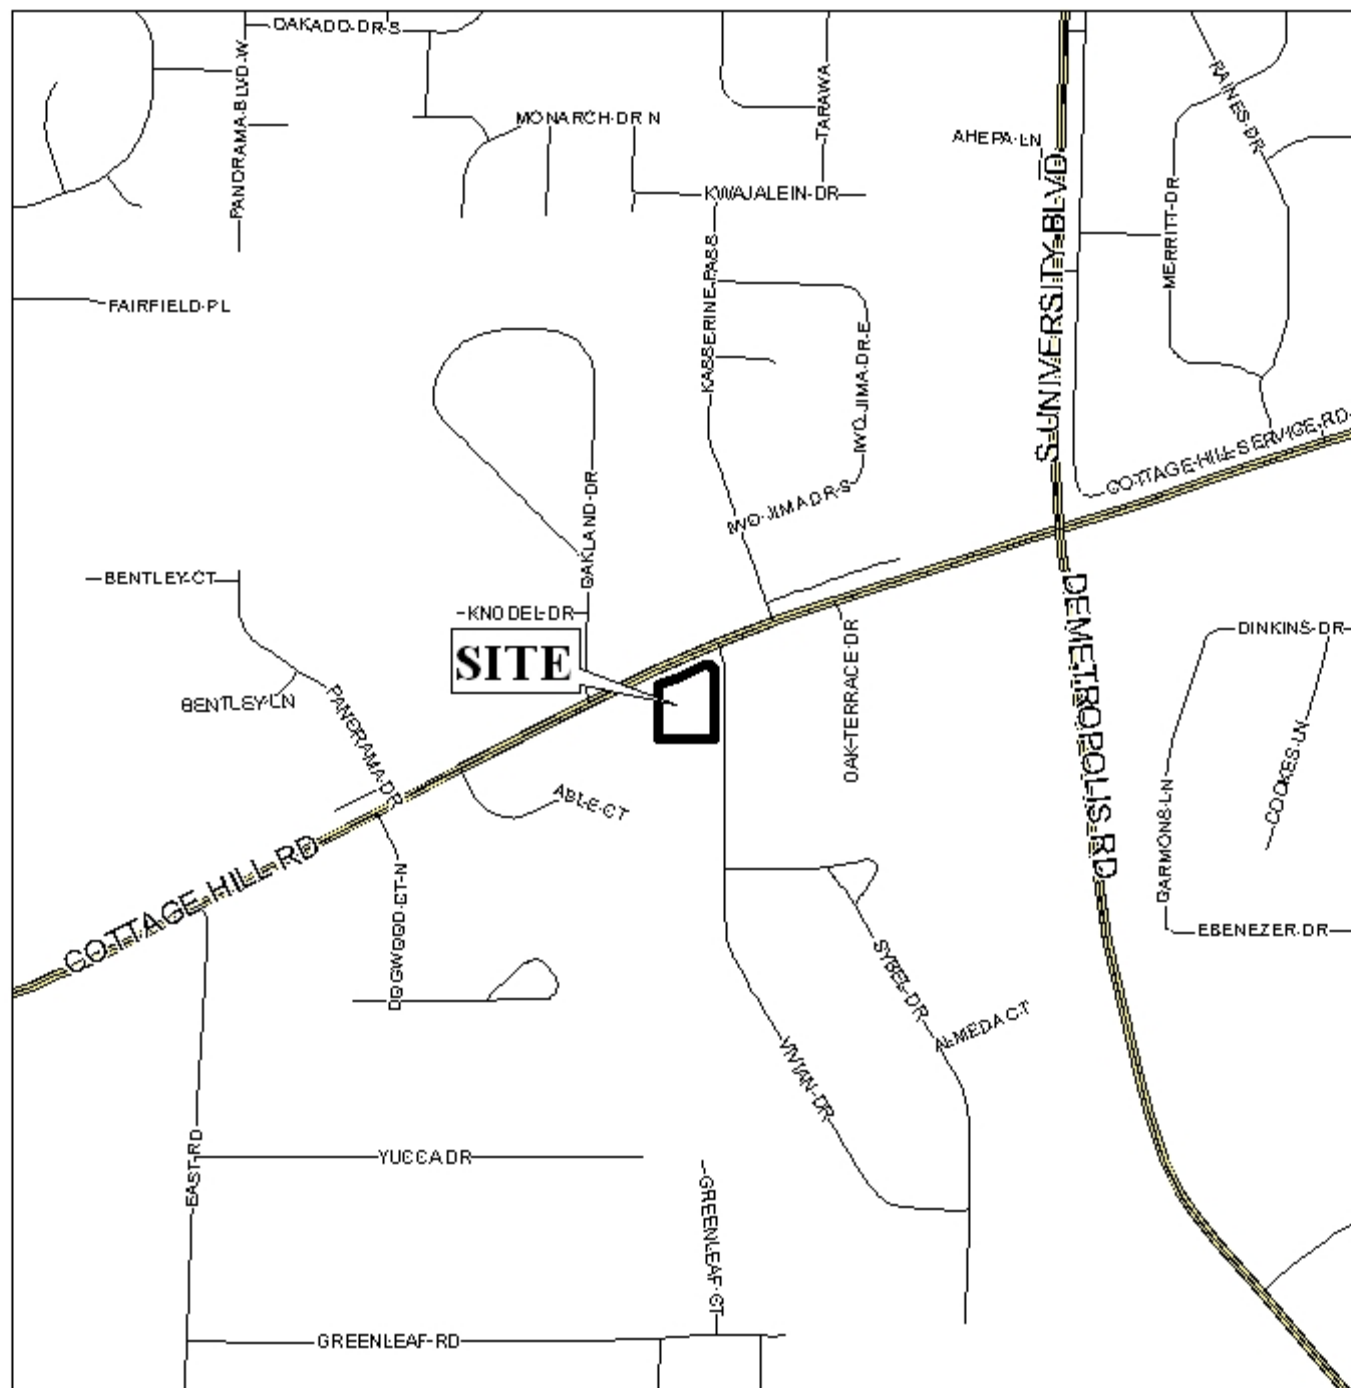 OAKADO DR S
PANORAMA BLVD W
MONARCH DR N
TARAWA
KWAJALEIN DR
AHEPA LN
RAINES DR
MERRITT DR
S UNIVERSITY BLVD
FAIRFIELD PL
KASSERINE PASS
IWO JIMA DR E
IWO JIMA DR S
COTTAGE HILL SERVICE RD
OAKLAND DR
BENTLEY CT
KNODEL DR
SITE
BENTLEY LN
PANORAMA DR
OAK TERRACE DR
DEMETROPOLIS RD
DINKINS DR
COOKES LN
GARMONS LN
ABLE CT
COTTAGE HILL RD
DOGWOOD CT N
EBENEZER DR
SYBEL DR
ALMEDA CT
VIVIAN DR
EAST RD
YUCCA DR
GREENLEAF CT
GREENLEAF RD